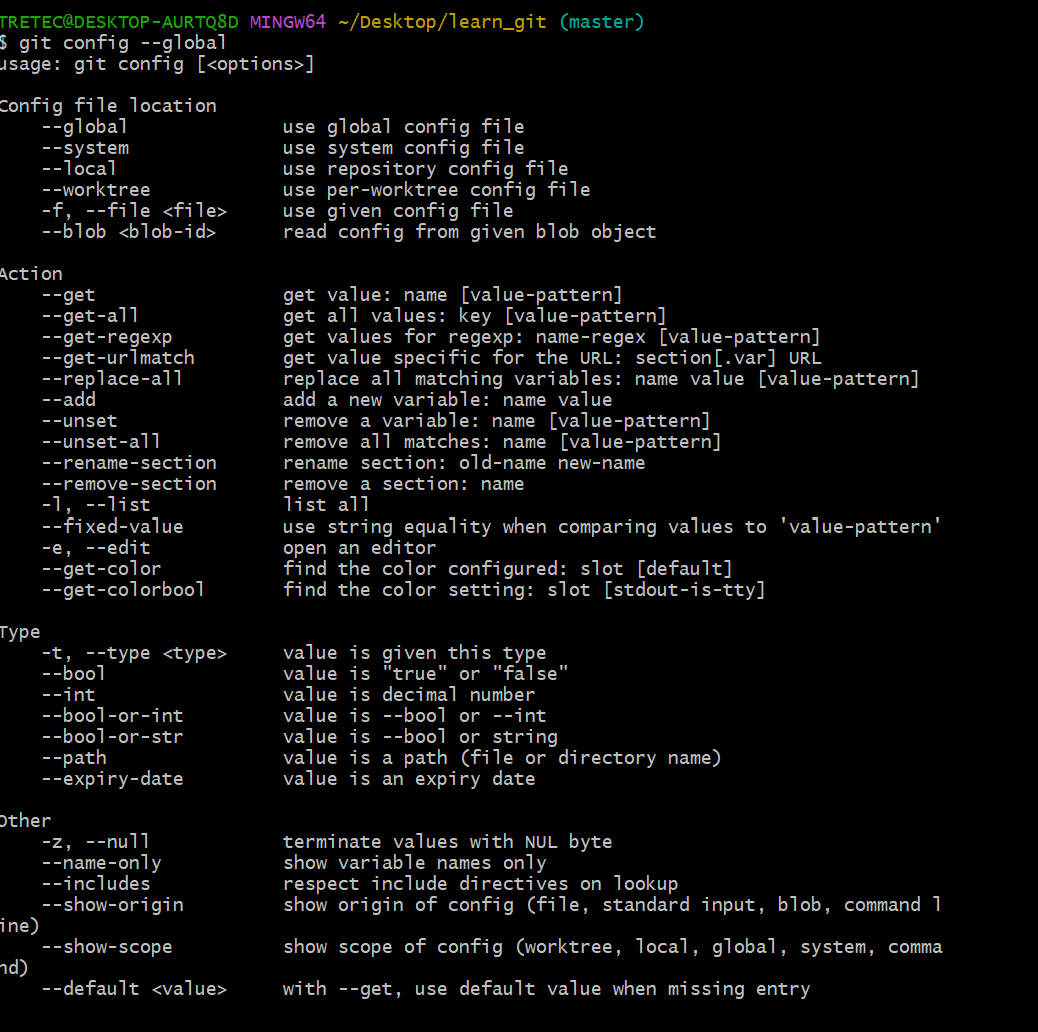 TRETEC@DESKTOP-AURTQ8D MINGW64 ~/Desktop/learn_git (master)
$ git config --global
usage: git config [<options>]

Config file location
    --global              use global config file
    --system              use system config file
    --local               use repository config file
    --worktree            use per-worktree config file
    -f, --file <file>     use given config file
    --blob <blob-id>      read config from given blob object

Action
    --get                 get value: name [value-pattern]
    --get-all             get all values: key [value-pattern]
    --get-regexp          get values for regexp: name-regex [value-pattern]
    --get-urlmatch        get value specific for the URL: section[.var] URL
    --replace-all         replace all matching variables: name value [value-pattern]
    --add                 add a new variable: name value
    --unset               remove a variable: name [value-pattern]
    --unset-all           remove all matches: name [value-pattern]
    --rename-section      rename section: old-name new-name
    --remove-section      remove a section: name
    -l, --list            list all
    --fixed-value         use string equality when comparing values to 'value-pattern'
    -e, --edit            open an editor
    --get-color           find the color configured: slot [default]
    --get-colorbool       find the color setting: slot [stdout-is-tty]

Type
    -t, --type <type>     value is given this type
    --bool                value is "true" or "false"
    --int                 value is decimal number
    --bool-or-int         value is --bool or --int
    --bool-or-str         value is --bool or string
    --path                value is a path (file or directory name)
    --expiry-date         value is an expiry date

Other
    -z, --null            terminate values with NUL byte
    --name-only           show variable names only
    --includes            respect include directives on lookup
    --show-origin         show origin of config (file, standard input, blob, command l
ine)
    --show-scope          show scope of config (worktree, local, global, system, comma
nd)
    --default <value>     with --get, use default value when missing entry